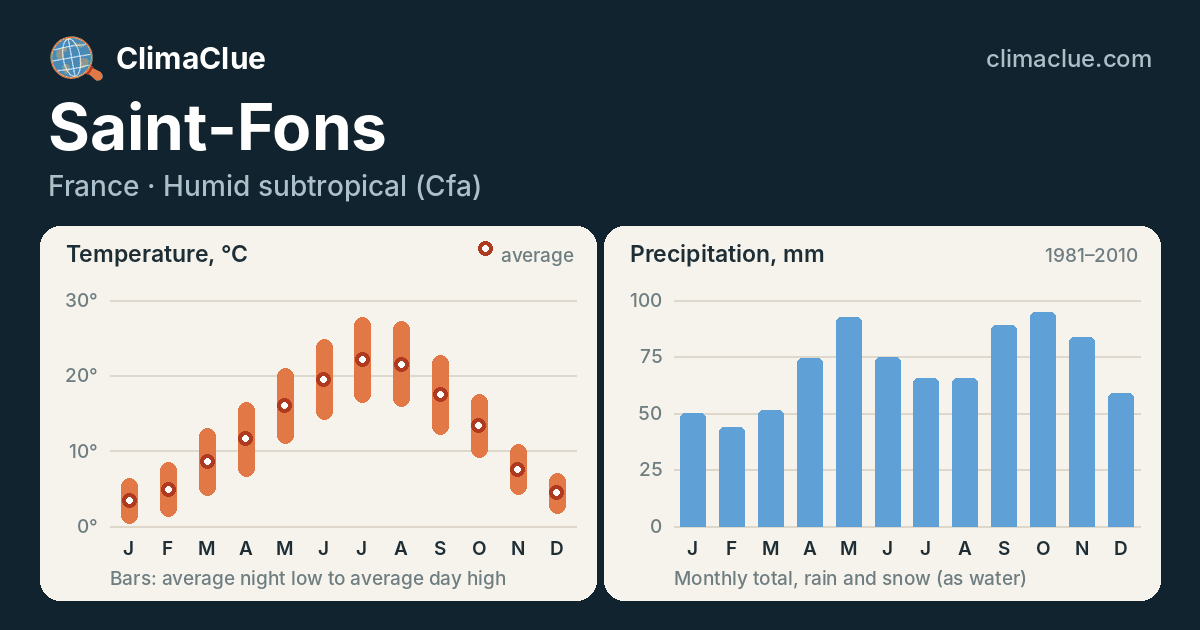 ClimaClue
climaclue.com
Saint-Fons
France · Humid subtropical (Cfa)
Temperature, °C
average
30°
20°
10°
0°
J F M A M J J A S O N D
Bars: average night low to average day high
Precipitation, mm
1981–2010
100
75
50
25
0
J F M A M J J A S O N D
Monthly total, rain and snow (as water)